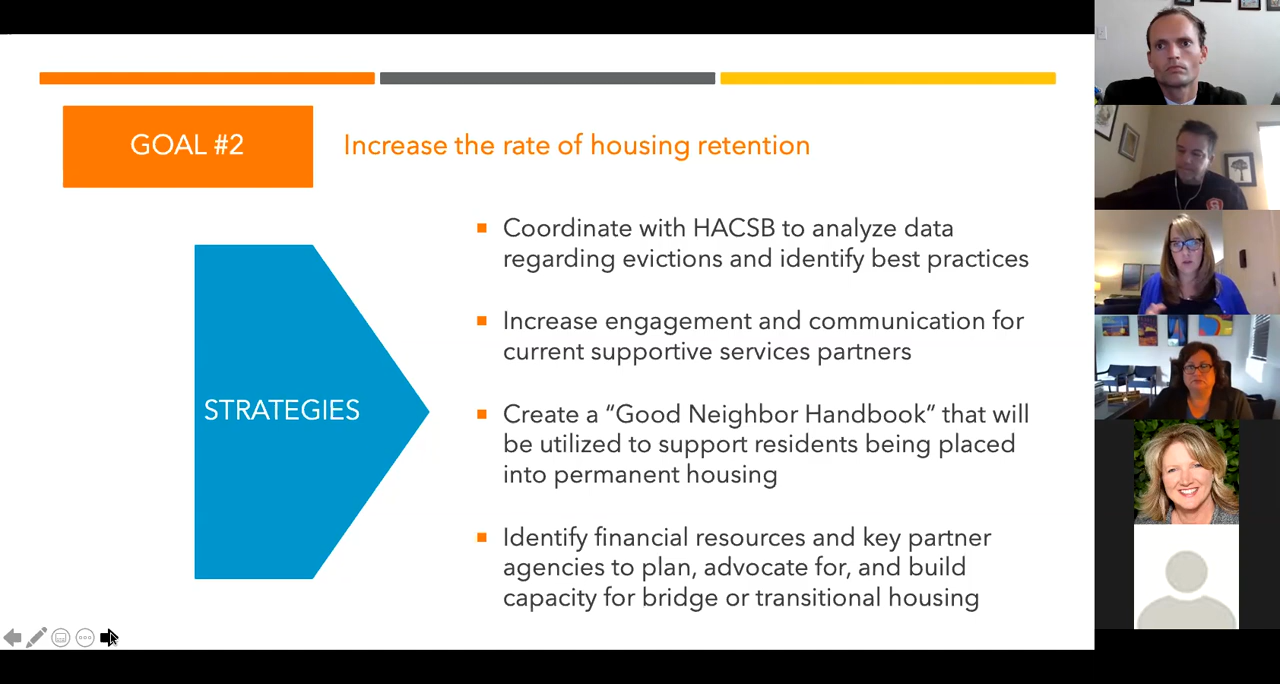 GOAL #2
Increase the rate of housing retention
STRATEGIES
Coordinate with HACSB to analyze data
regarding evictions and identify best practices
Increase engagement and communication for
current supportive services partners
Create a “Good Neighbor Handbook” that will
be utilized to support residents being placed
into permanent housing
Identify financial resources and key partner
agencies to plan, advocate for, and build
capacity for bridge or transitional housing